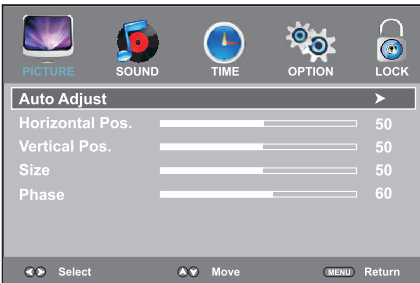 PICTURE SOUND TIME OPTION LOCK
Auto Adjust
Horizontal Pos. 50
Vertical Pos. 50
Size 50
Phase 60
Select Move MENU Return